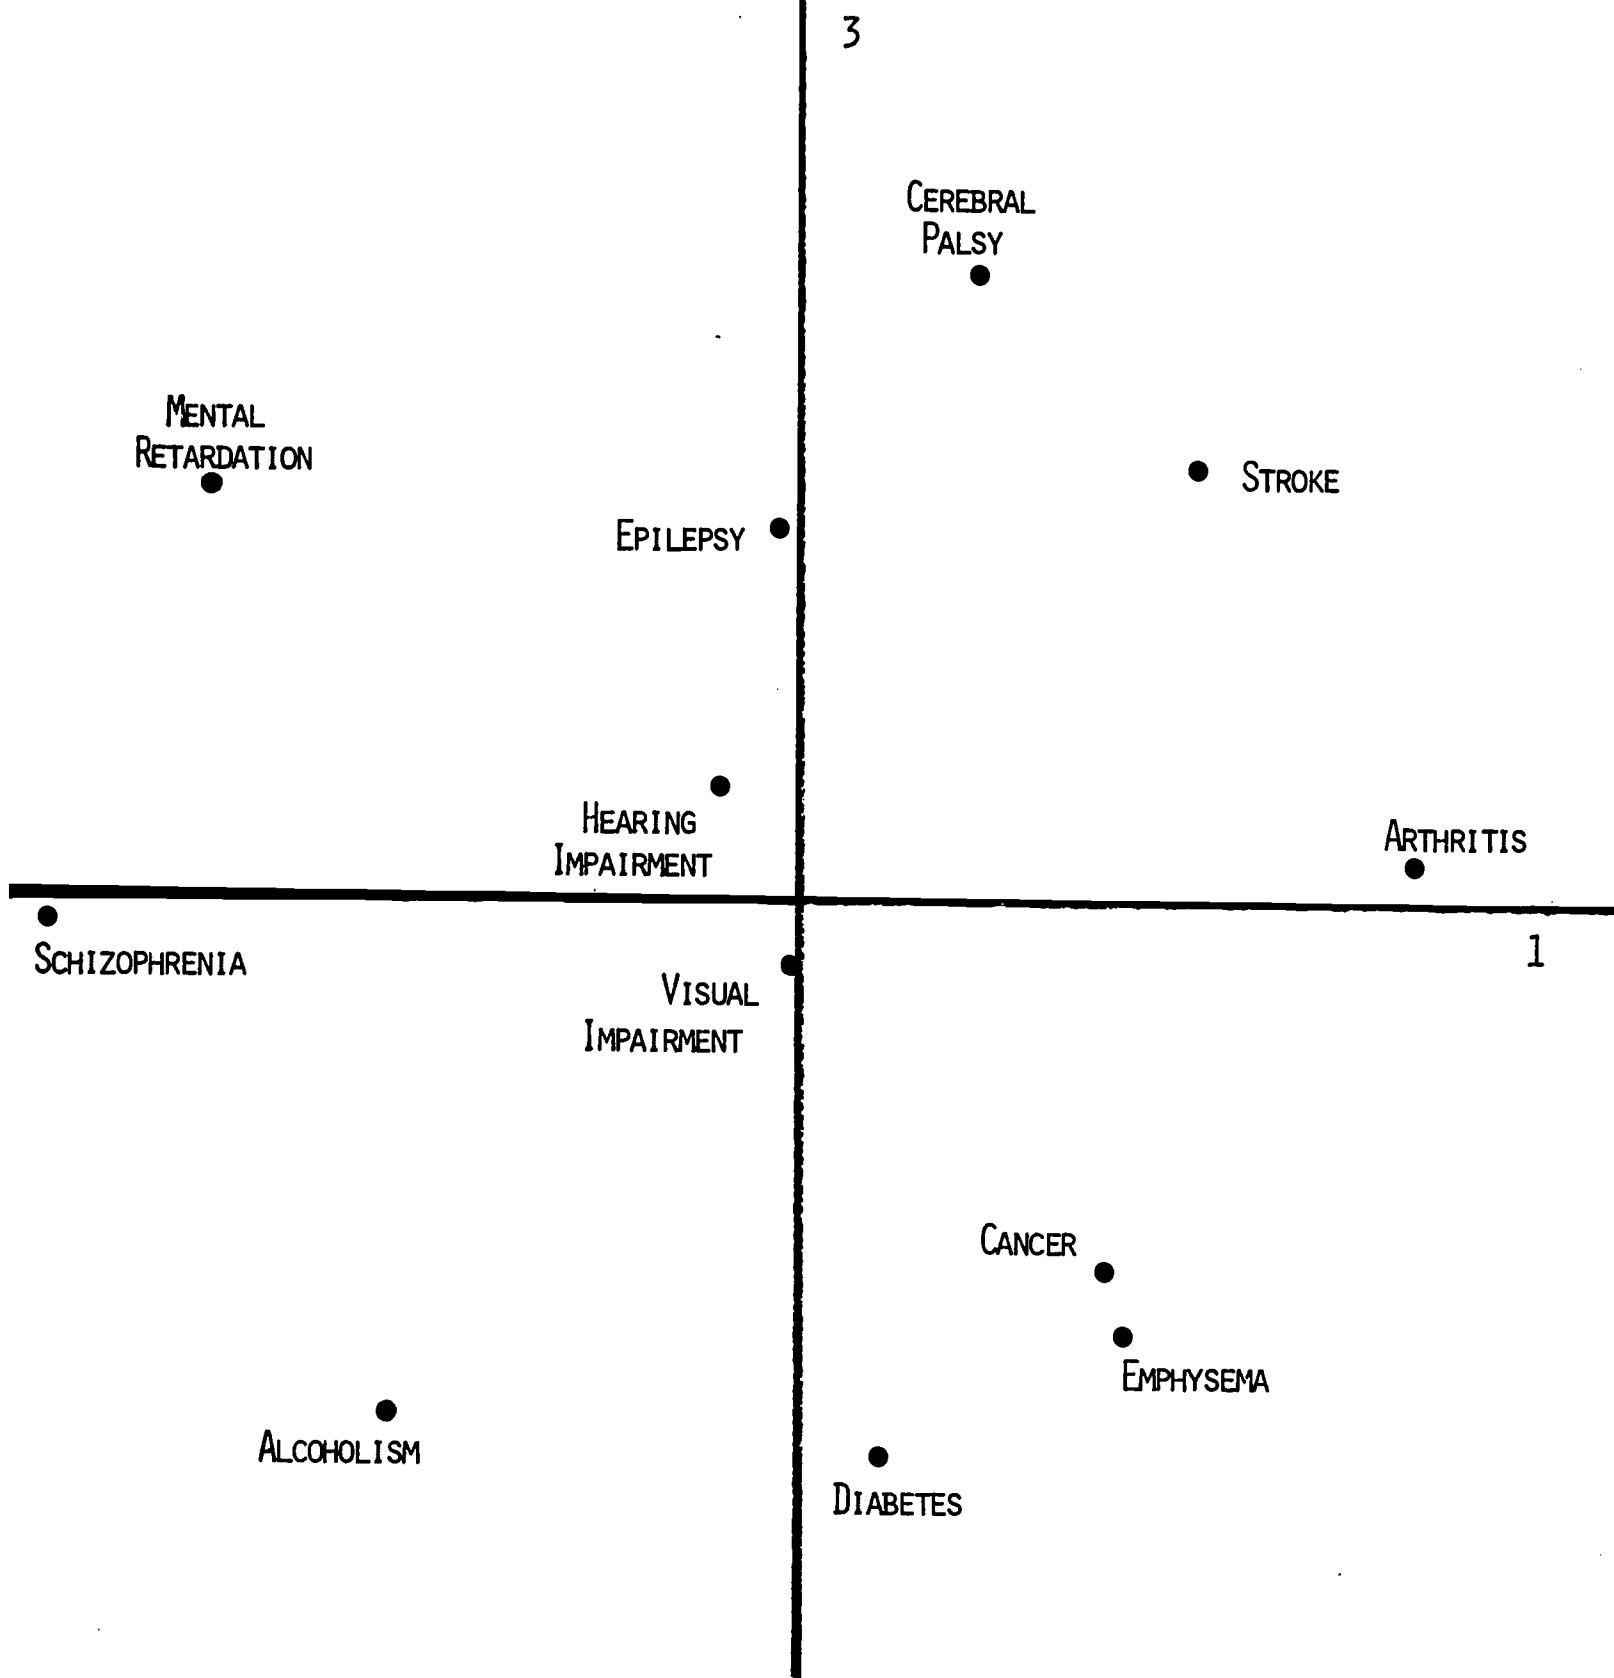 3
CEREBRAL
PALSY
MENTAL
RETARDATION
STROKE
EPILEPSY
HEARING
IMPAIRMENT
ARTHRITIS
SCHIZOPHRENIA
1
VISUAL
IMPAIRMENT
CANCER
EMPHYSEMA
ALCOHOLISM
DIABETES